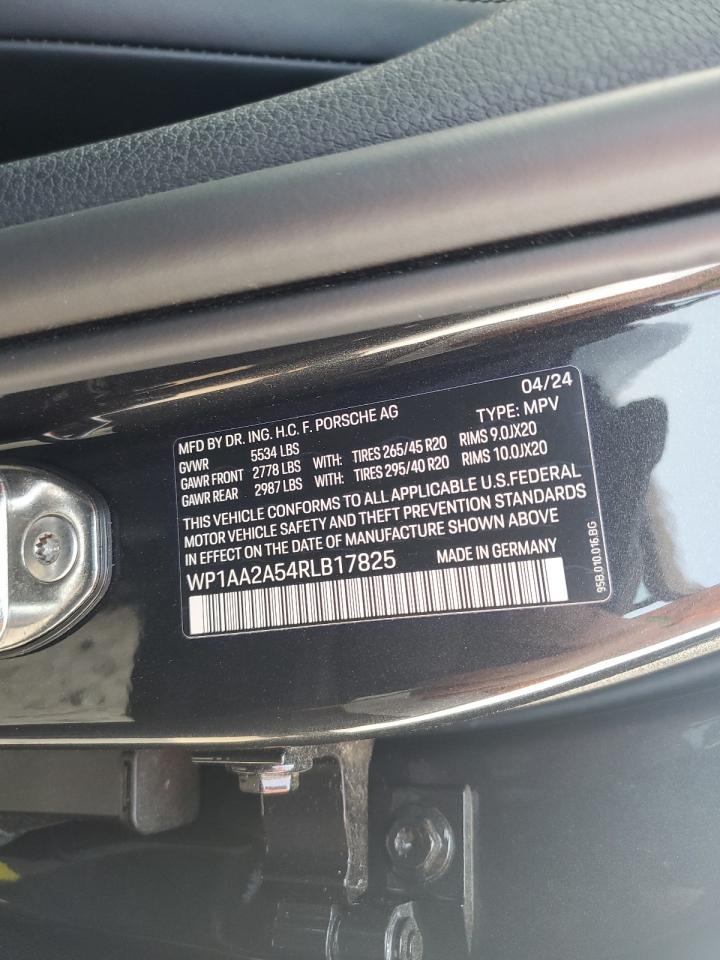 04/24
MFD BY DR. ING. H.C. F. PORSCHE AG TYPE: MPV
GVWR 5534 LBS
GAWR FRONT 2778 LBS WITH: TIRES 265/45 R20 RIMS 9.0JX20
GAWR REAR 2987 LBS WITH: TIRES 295/40 R20 RIMS 10.0JX20
THIS VEHICLE CONFORMS TO ALL APPLICABLE U.S.FEDERAL
MOTOR VEHICLE SAFETY AND THEFT PREVENTION STANDARDS
IN EFFECT ON THE DATE OF MANUFACTURE SHOWN ABOVE
WP1AA2A54RLB17825 MADE IN GERMANY
95B.010.016.BG